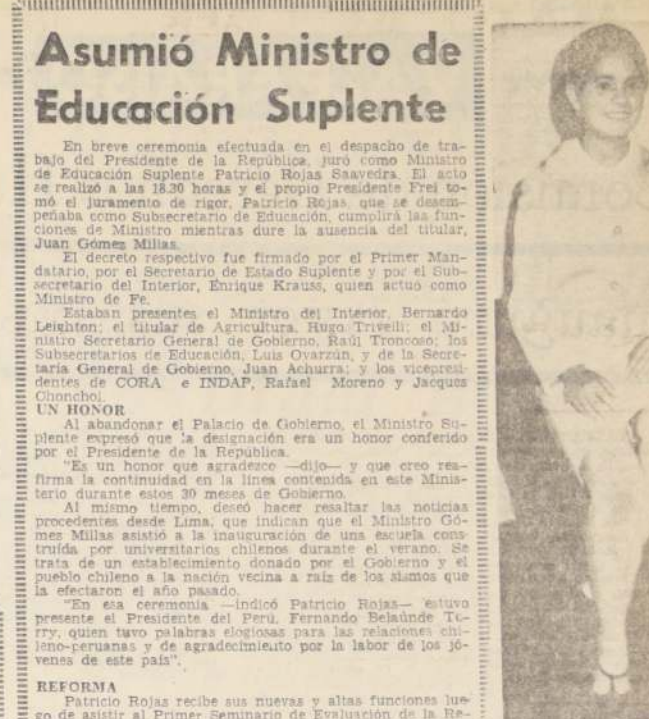 Asumió Ministro de
Educación Suplente
En breve ceremonia efectuada en el despacho de tra-
bajo del Presidente de la República, juró como Ministro
de Educación Suplente Patricio Rojas Saavedra. El acto
se realizó a las 18.30 horas y el propio Presidente Frei to-
mó el juramento de rigor. Patricio Rojas, que se desem-
peñaba como Subsecretario de Educación, cumplirá las fun-
ciones de Ministro mientras dure la ausencia del titular,
Juan Gómez Millas.
El decreto respectivo fue firmado por el Primer Man-
datario, por el Secretario de Estado Suplente y por el Sub-
secretario del Interior, Enrique Krauss, quien actuó como
Ministro de Fe.
Estaban presentes el Ministro del Interior, Bernardo
Leighton; el titular de Agricultura, Hugo Trivelli; el Mi-
nistro Secretario General de Gobierno, Raúl Troncoso; los
Subsecretarios de Educación, Luis Oyarzún, y de la Secre-
taría General de Gobierno, Juan Achurra; y los vicepresi-
dentes de CORA e INDAP, Rafael Moreno y Jacques
Chonchol.
UN HONOR
Al abandonar el Palacio de Gobierno, el Ministro Su-
plente expresó que la designación era un honor conferido
por el Presidente de la República.
"Es un honor que agradezco —dijo— y que creo rea-
firma la continuidad en la línea contenida en este Minis-
terio durante estos 30 meses de Gobierno.
Al mismo tiempo, deseó hacer resaltar las noticias
procedentes desde Lima, que indican que el Ministro Gó-
mez Millas asistió a la inauguración de una escuela cons-
truída por universitarios chilenos durante el verano. Se
trata de un establecimiento donado por el Gobierno y el
pueblo chileno a la nación vecina a raíz de los sismos que
la efectaron el año pasado.
"En esa ceremonia —indicó Patricio Rojas— estuvo
presente el Presidente del Perú, Fernando Belaúnde Te-
rry, quien tuvo palabras elogiosas para las relaciones chi-
leno-peruanas y de agradecimiento por la labor de los jó-
venes de este país".
REFORMA
Patricio Rojas recibe sus nuevas y altas funciones lue-
go de asistir al Primer Seminario de Evaluación de la Re-